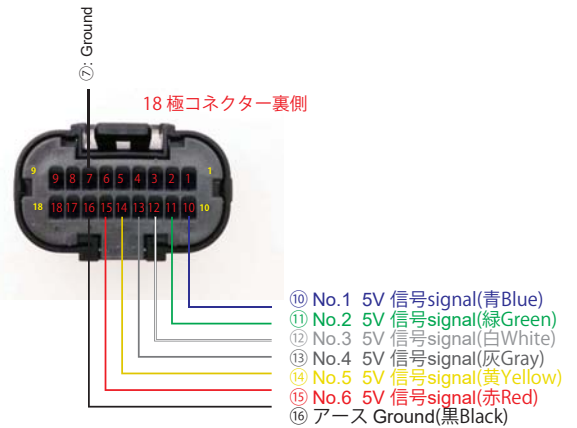 ⑦: Ground
18 極コネクター裏側
9 9 8 7 6 5 4 3 2 1 1
18 18 17 16 15 14 13 12 11 10 10
⑩ No.1 5V 信号signal(青Blue)
⑪ No.2 5V 信号signal(緑Green)
⑫ No.3 5V 信号signal(白White)
⑬ No.4 5V 信号signal(灰Gray)
⑭ No.5 5V 信号signal(黄Yellow)
⑮ No.6 5V 信号signal(赤Red)
⑯ アース Ground(黒Black)